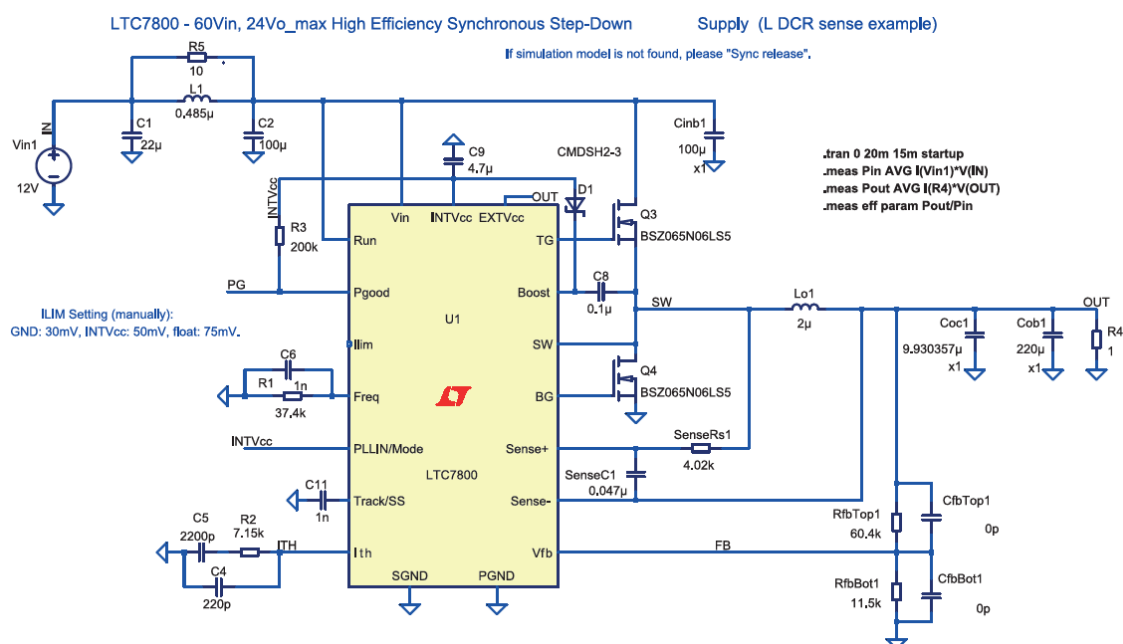 LTC7800 - 60Vin, 24Vo_max High Efficiency Synchronous Step-Down Supply (L DCR sense example)
If simulation model is not found, please "Sync release".
R5
10
L1
0.485µ
IN
Vin1
12V
C1
22µ
C2
100µ
Cinb1
100µ
x1
C9
4.7µ
CMDSH2-3
.tran 0 20m 15m startup
.meas Pin AVG I(Vin1)*V(IN)
.meas Pout AVG I(R4)*V(OUT)
.meas eff param Pout/Pin
INTVcc
R3
200k
OUT
D1
Q3
BSZ065N06LS5
Vin
INTVcc
EXTVcc
Run
TG
PG
Pgood
Boost
C8
0.1µ
SW
Lo1
2µ
OUT
U1
ILIM Setting (manually):
GND: 30mV, INTVcc: 50mV, float: 75mV.
Ilim
SW
Coc1
9.930357µ
x1
Cob1
220µ
x1
R4
1
C6
1n
R1
37.4k
Freq
BG
Q4
BSZ065N06LS5
INTVcc
PLLIN/Mode
Sense+
SenseRs1
4.02k
LTC7800
SenseC1
0.047µ
C11
1n
Track/SS
Sense-
RfbTop1
60.4k
CfbTop1
0p
C5
2200p
R2
7.15k
ITH
Ith
Vfb
FB
C4
220p
SGND
PGND
RfbBot1
11.5k
CfbBot1
0p